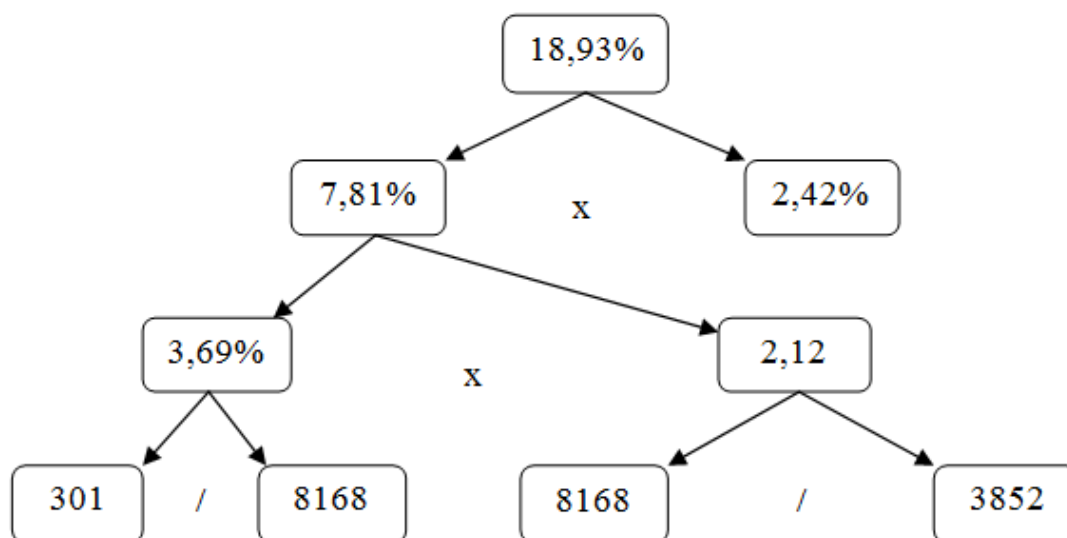 18,93%
7,81% x 2,42%
3,69% x 2,12
301 / 8168 8168 / 3852